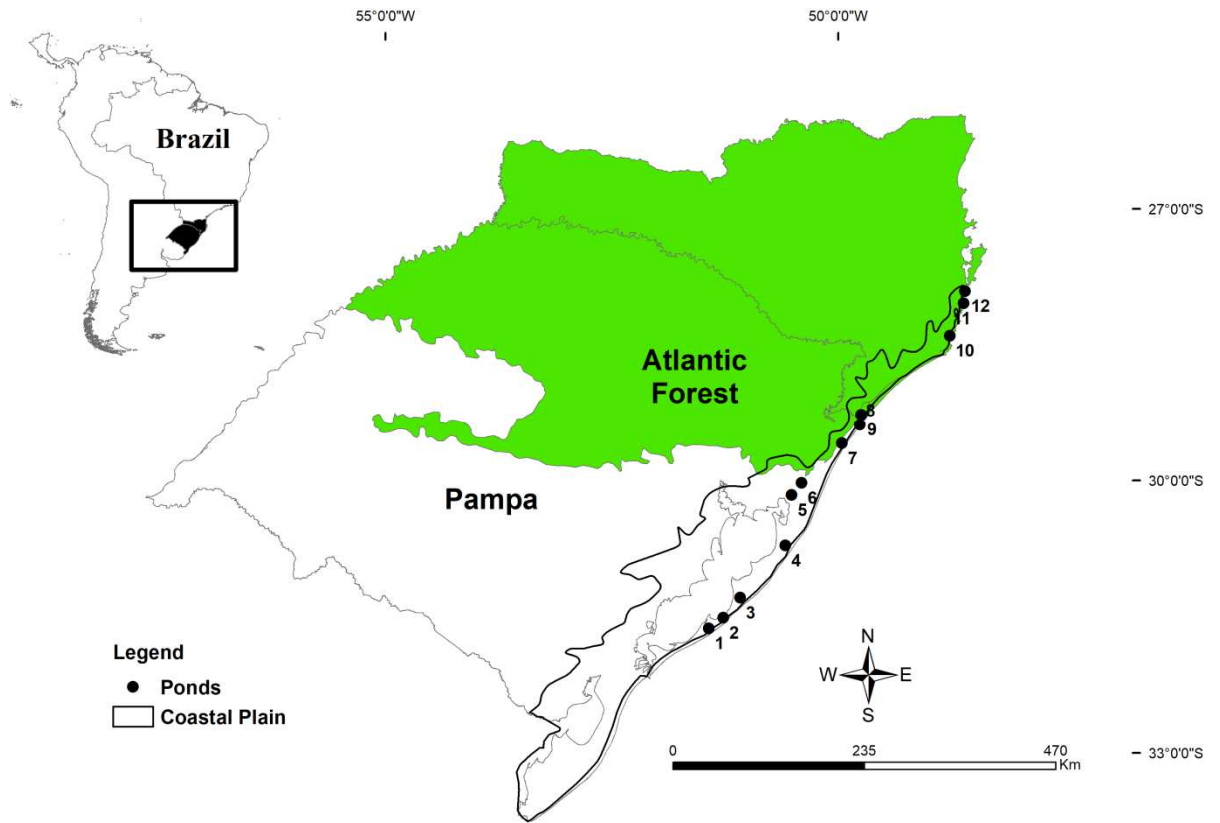 55°0'0"W
50°0'0"W
Brazil
27°0'0"S
12
11
10
Atlantic
Forest
8
9
7
30°0'0"S
Pampa
6
5
4
3
2
1
Legend
Ponds
Coastal Plain
N
W
E
S
0
235
470
Km
33°0'0"S